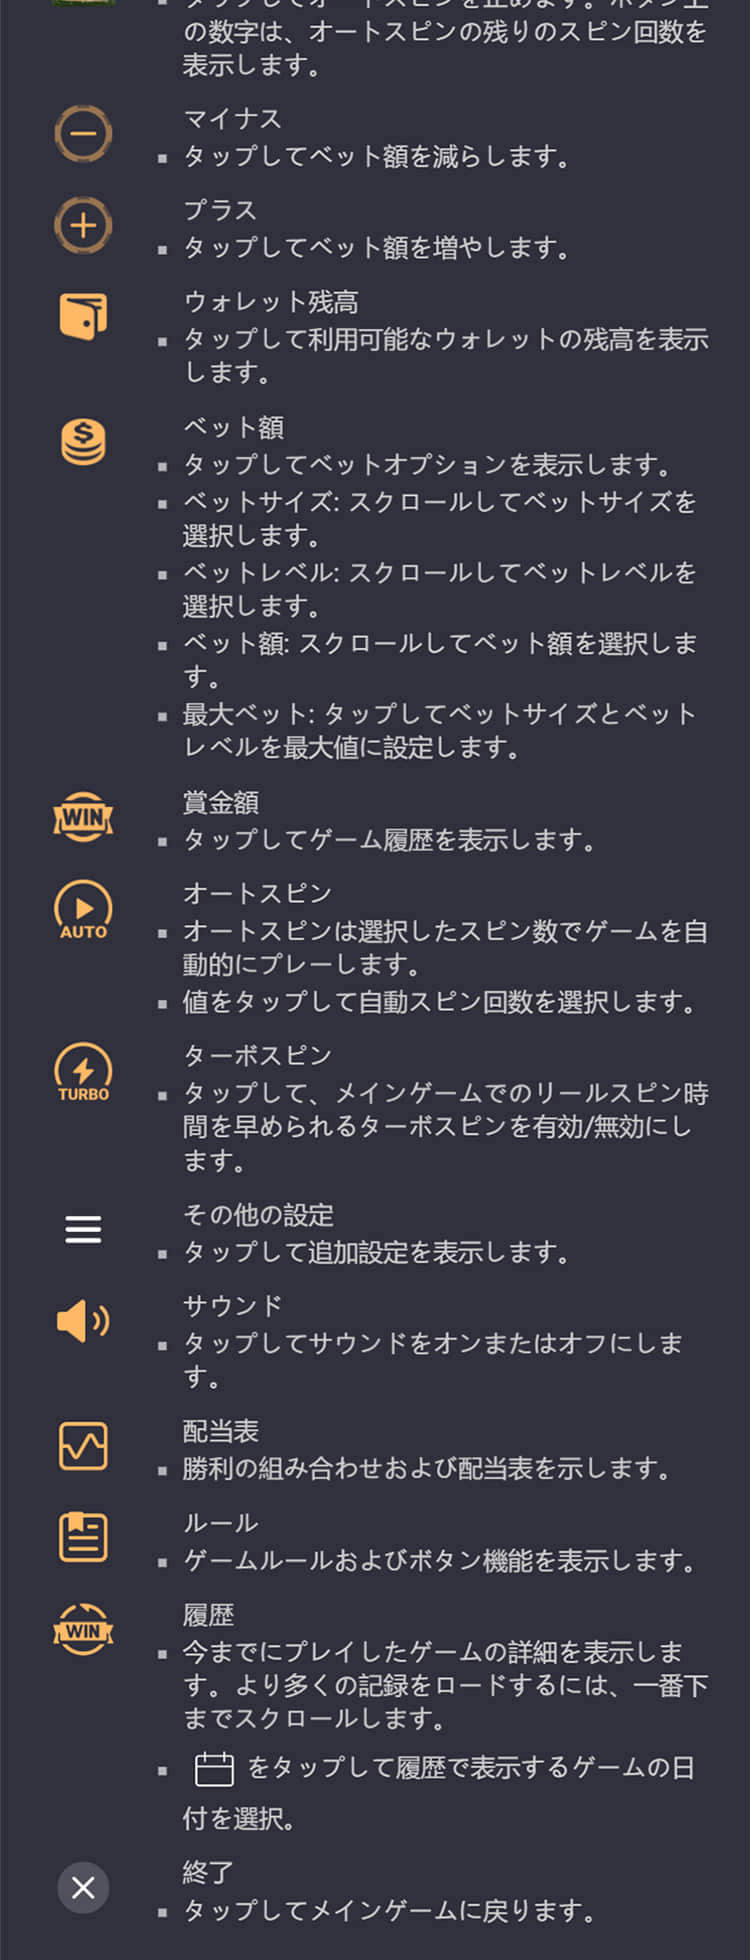 タップしてオートスピンを止めます。ボタン上
の数字は、オートスピンの残りのスピン回数を
表示します。
マイナス
タップしてベット額を減らします。
プラス
タップしてベット額を増やします。
ウォレット残高
タップして利用可能なウォレットの残高を表示
します。
$
ベット額
タップしてベットオプションを表示します。
ベットサイズ: スクロールしてベットサイズを
選択します。
ベットレベル: スクロールしてベットレベルを
選択します。
ベット額: スクロールしてベット額を選択しま
す。
最大ベット: タップしてベットサイズとベット
レベルを最大値に設定します。
WIN
賞金額
タップしてゲーム履歴を表示します。
AUTO
オートスピン
オートスピンは選択したスピン数でゲームを自
動的にプレーします。
値をタップして自動スピン回数を選択します。
TURBO
ターボスピン
タップして、メインゲームでのリールスピン時
間を早められるターボスピンを有効/無効にし
ます。
その他の設定
タップして追加設定を表示します。
サウンド
タップしてサウンドをオンまたはオフにしま
す。
配当表
勝利の組み合わせおよび配当表を示します。
ルール
ゲームルールおよびボタン機能を表示します。
WIN
履歴
今までにプレイしたゲームの詳細を表示しま
す。より多くの記録をロードするには、一番下
までスクロールします。
をタップして履歴で表示するゲームの日
付を選択。
終了
タップしてメインゲームに戻ります。